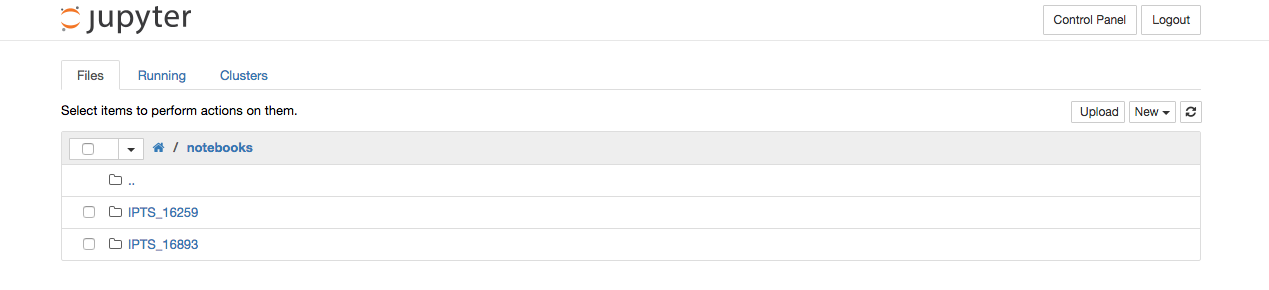 jupyter
Control Panel Logout
Files Running Clusters
Select items to perform actions on them.
Upload New
/ notebooks
..
IPTS_16259
IPTS_16893